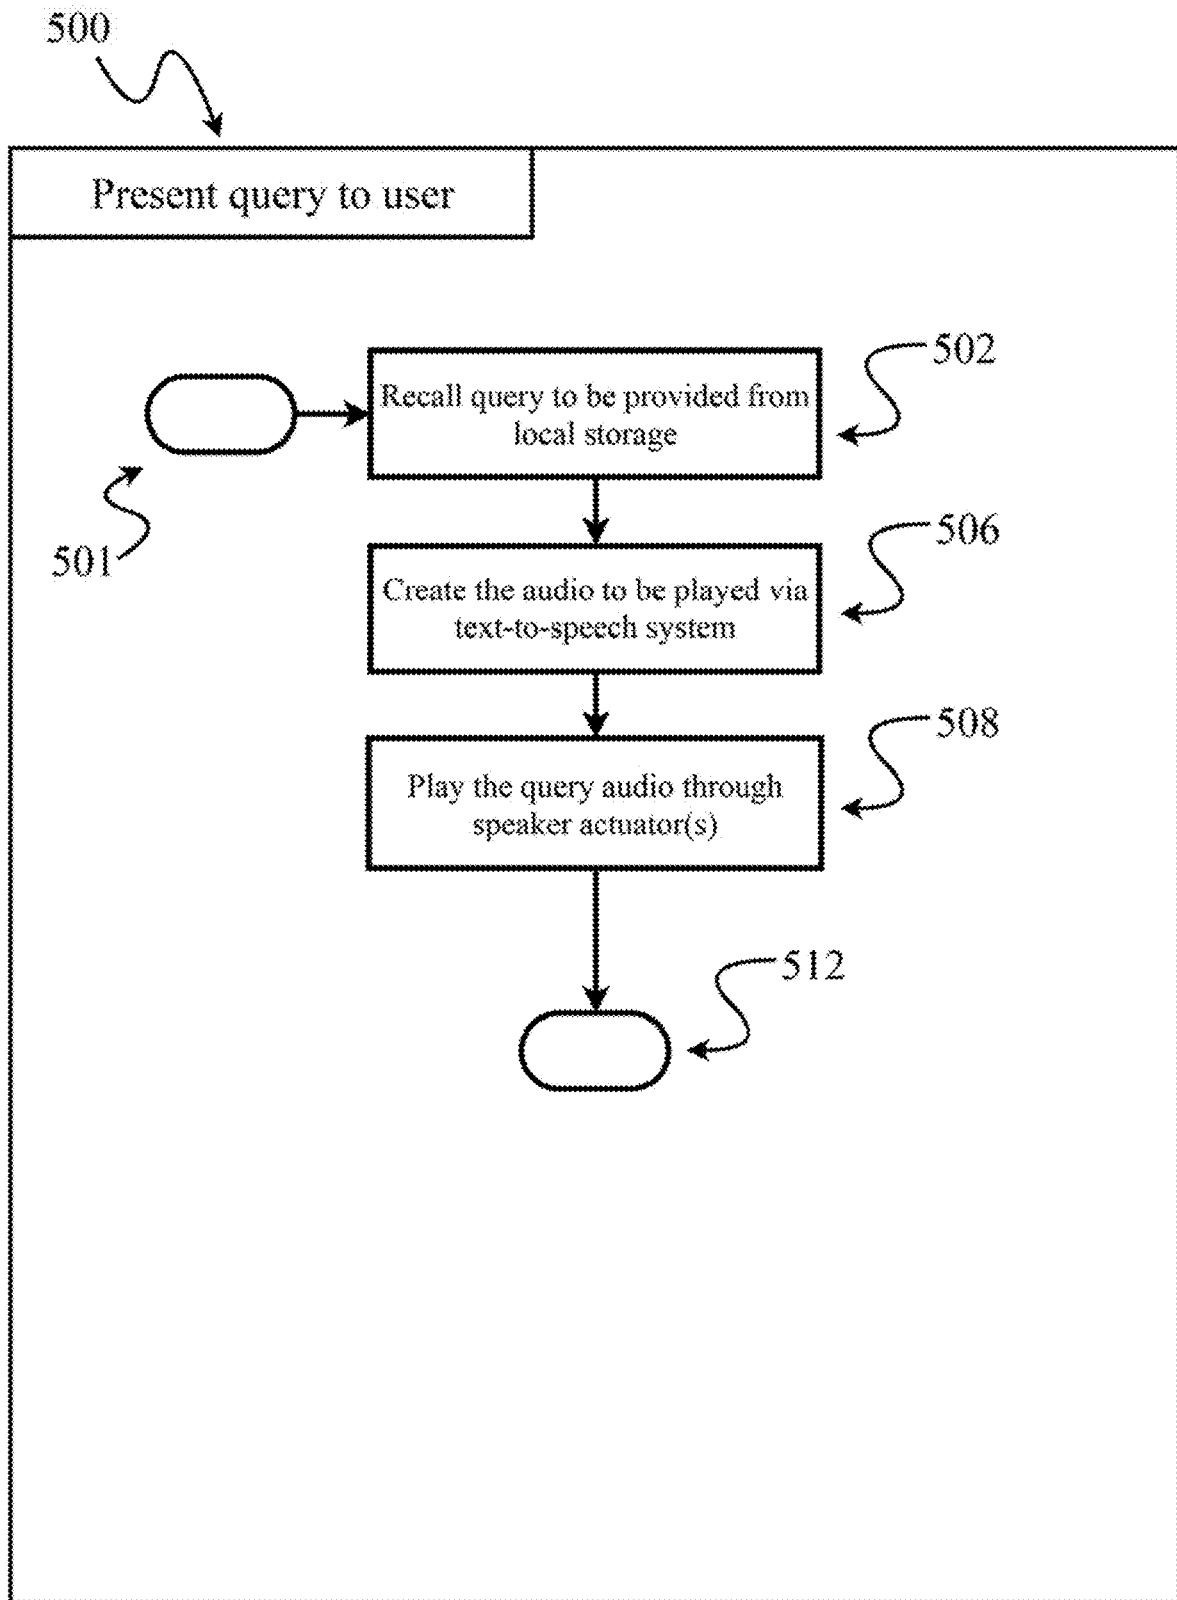 500
Present query to user
502
Recall query to be provided from
local storage
501
506
Create the audio to be played via
text-to-speech system
508
Play the query audio through
speaker actuator(s)
512